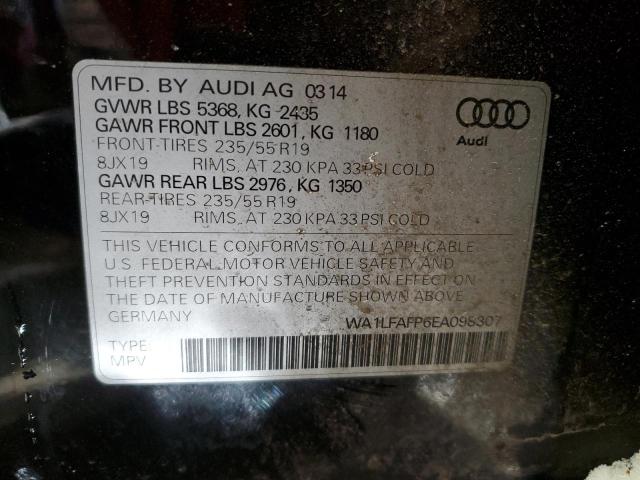 MFD. BY AUDI AG 03 14
GVWR LBS 5368, KG 2435
GAWR FRONT LBS 2601, KG 1180
FRONT-TIRES 235/55 R19
8JX19 RIMS, AT 230 KPA 33 PSI COLD
GAWR REAR LBS 2976, KG 1350
REAR-TIRES 235/55 R19
8JX19 RIMS, AT 230 KPA 33 PSI COLD
Audi
THIS VEHICLE CONFORMS TO ALL APPLICABLE
U.S. FEDERAL MOTOR VEHICLE SAFETY AND
THEFT PREVENTION STANDARDS IN EFFECT ON
THE DATE OF MANUFACTURE SHOWN ABOVE
GERMANY
WA1LFAFP6EA098307
TYPE:
MPV